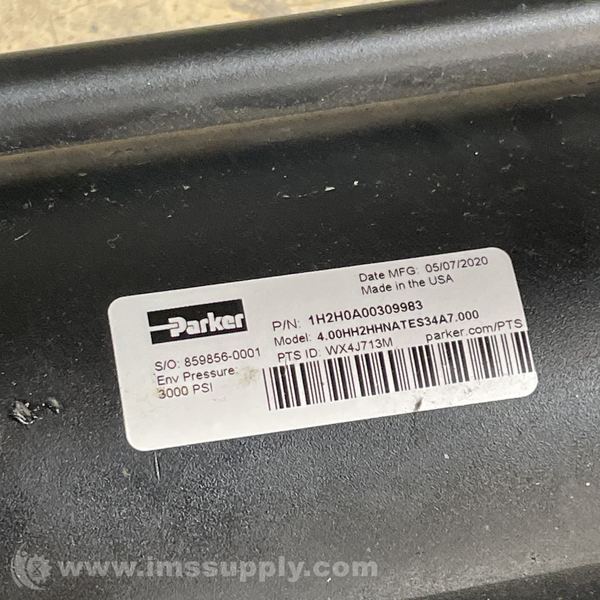 Date MFG: 05/07/2020
Made in the USA
Parker
P/N: 1H2H0A00309983
Model: 4.00HH2HHNATES34A7.000
S/O: 859856-0001
PTS ID: WX4J713M parker.com/PTS
Env Pressure:
3000 PSI
www.imssupply.com